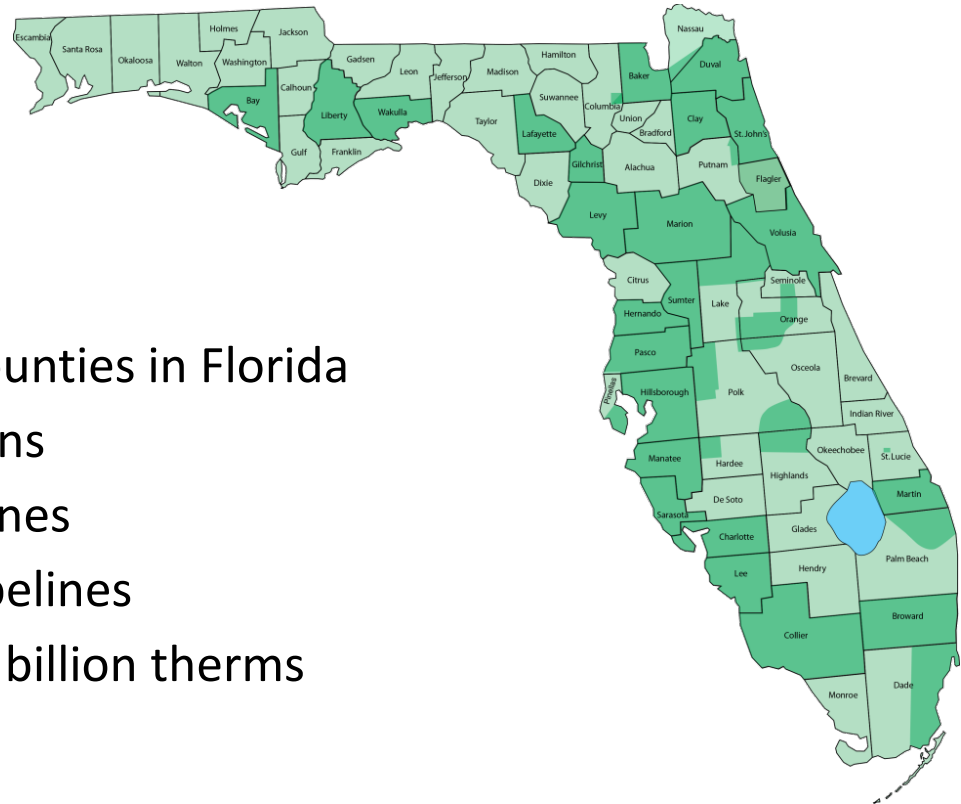 Escambia
Santa Rosa
Okaloosa
Walton
Holmes
Washington
Jackson
Bay
Calhoun
Gulf
Liberty
Franklin
Gadsen
Leon
Wakulla
Jefferson
Madison
Taylor
Hamilton
Suwannee
Lafayette
Dixie
Columbia
Gilchrist
Levy
Baker
Union
Bradford
Alachua
Nassau
Duval
Clay
St.John's
Putnam
Flagler
Marion
Volusia
Citrus
Hernando
Sumter
Lake
Seminole
Orange
Pasco
Pinellas
Hillsborough
Polk
Osceola
Brevard
Indian River
Manatee
Hardee
Highlands
Okeechobee
St.Lucie
Sarasota
De Soto
Glades
Martin
Charlotte
Lee
Hendry
Palm Beach
Collier
Broward
Monroe
Dade
unties in Florida
ns
nes
elines
billion therms